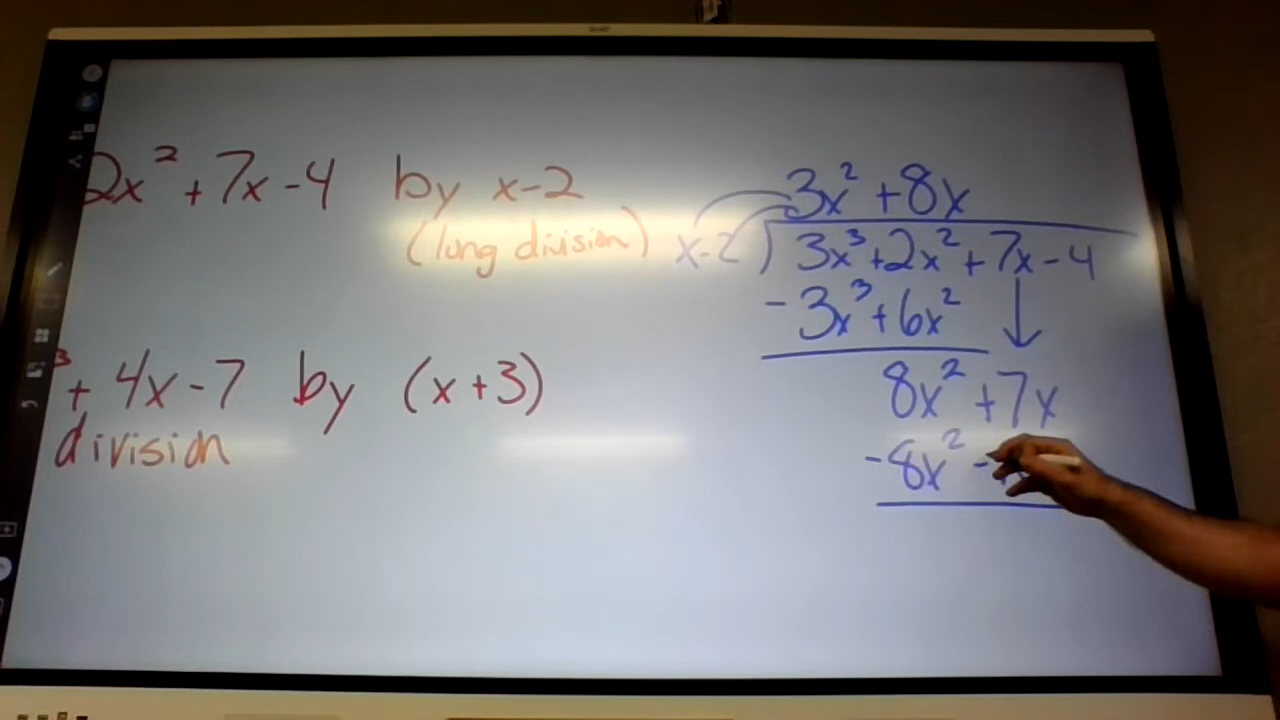 2x² + 7x - 4 by x - 2
(long division)
³ + 4x - 7 by (x + 3)
division
3x² + 8x
x - 2 ) 3x³ + 2x² + 7x - 4
- 3x³ + 6x²
8x² + 7x
- 8x² -